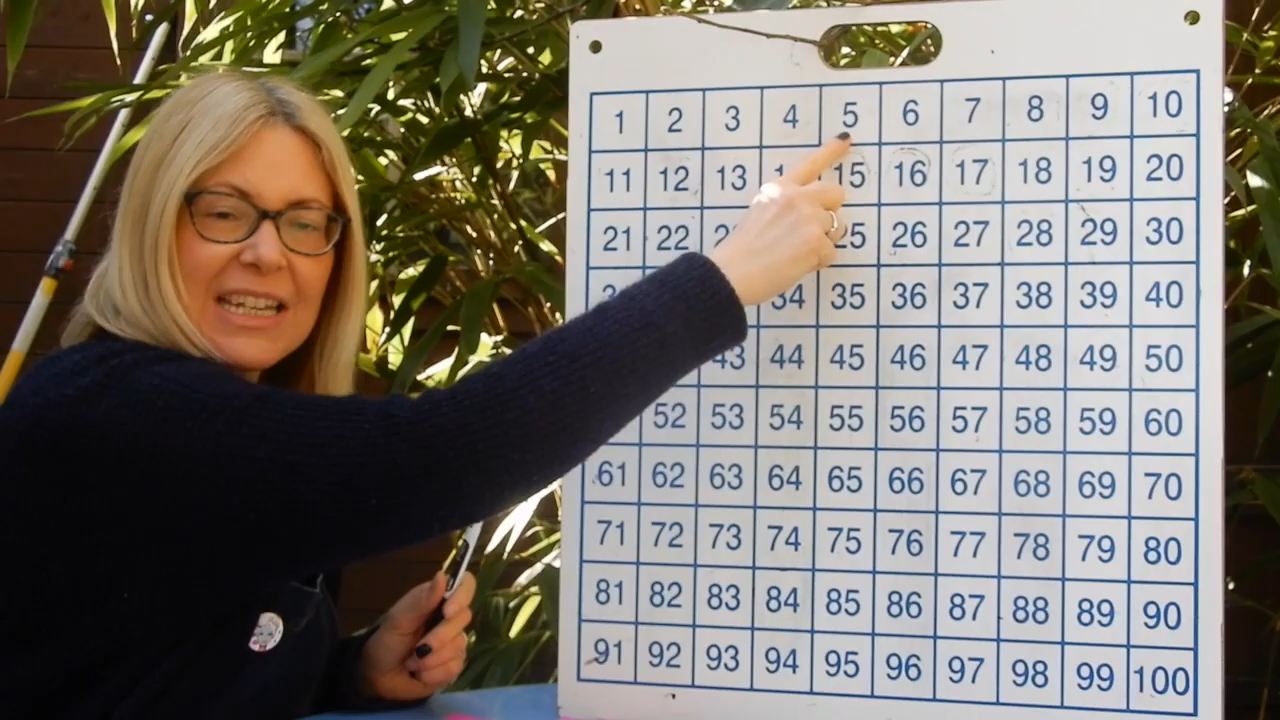 1 2 3 4 5 6 7 8 9 10
11 12 13 15 16 17 18 19 20
21 22 25 26 27 28 29 30
34 35 36 37 38 39 40
43 44 45 46 47 48 49 50
52 53 54 55 56 57 58 59 60
61 62 63 64 65 66 67 68 69 70
71 72 73 74 75 76 77 78 79 80
81 82 83 84 85 86 87 88 89 90
91 92 93 94 95 96 97 98 99 100